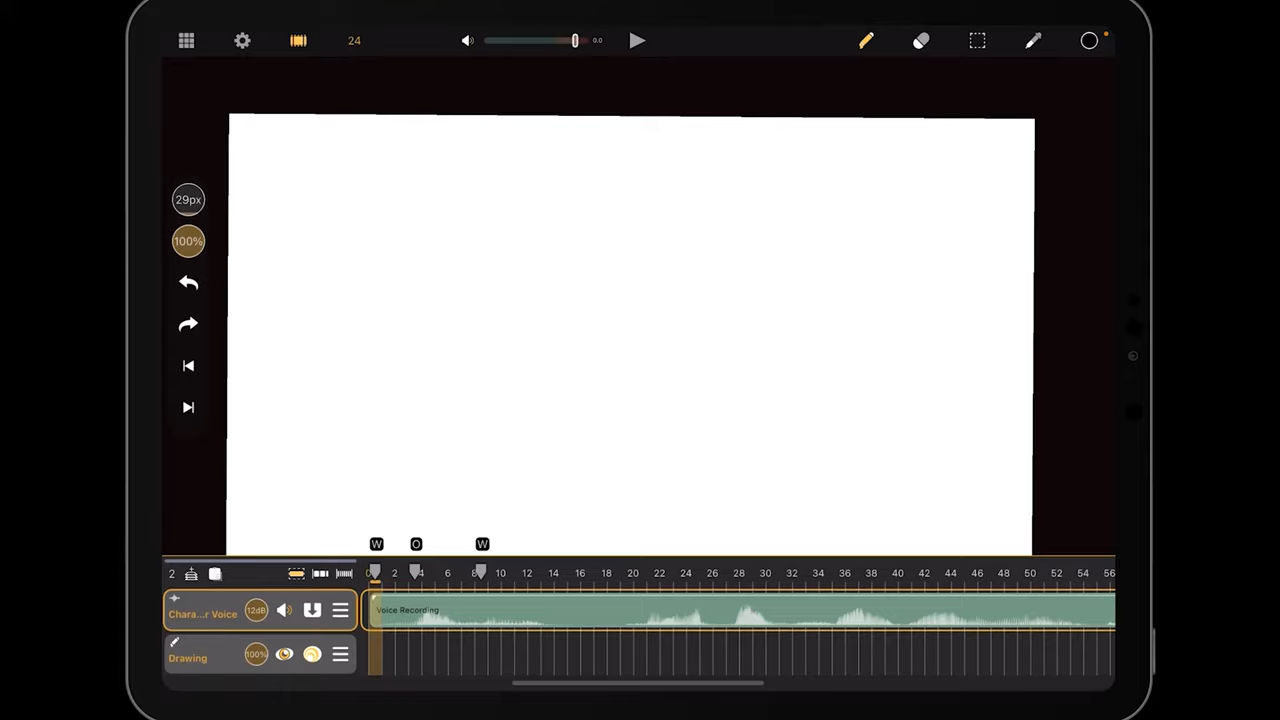 24
0.0
29px
100%
W O W
2 0 2 4 6 8 10 12 14 16 18 20 22 24 26 28 30 32 34 36 38 40 42 44 46 48 50 52 54 56
Chara...r Voice 12dB Voice Recording
Drawing 100%